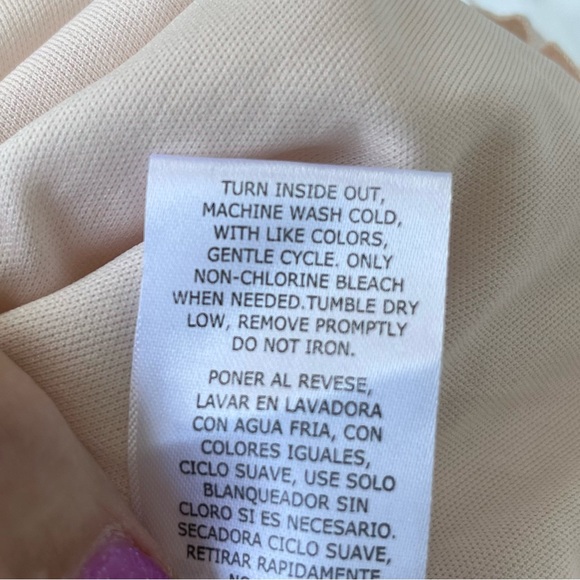 TURN INSIDE OUT,
MACHINE WASH COLD,
WITH LIKE COLORS,
GENTLE CYCLE. ONLY
NON-CHLORINE BLEACH
WHEN NEEDED.TUMBLE DRY
LOW, REMOVE PROMPTLY
DO NOT IRON.
PONER AL REVESE,
LAVAR EN LAVADORA
CON AGUA FRIA, CON
COLORES IGUALES,
CICLO SUAVE, USE SOLO
BLANQUEADOR SIN
CLORO SI ES NECESARIO.
SECADORA CICLO SUAVE,
RETIRAR RAPIDAMENTE